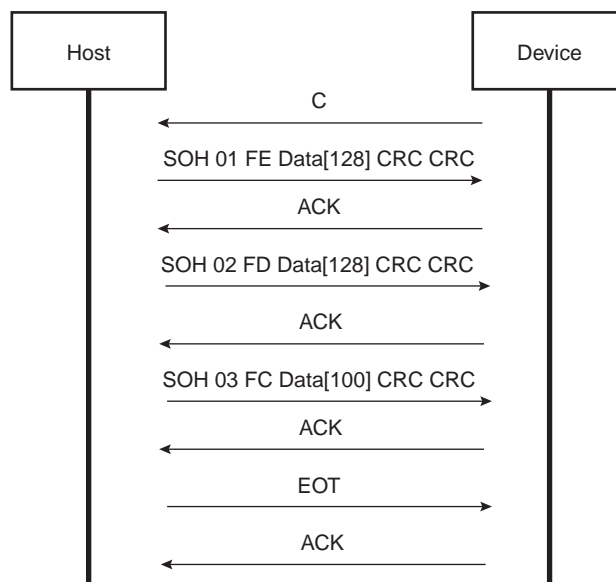 Host
Device
C
SOH 01 FE Data[128] CRC CRC
ACK
SOH 02 FD Data[128] CRC CRC
ACK
SOH 03 FC Data[100] CRC CRC
ACK
EOT
ACK